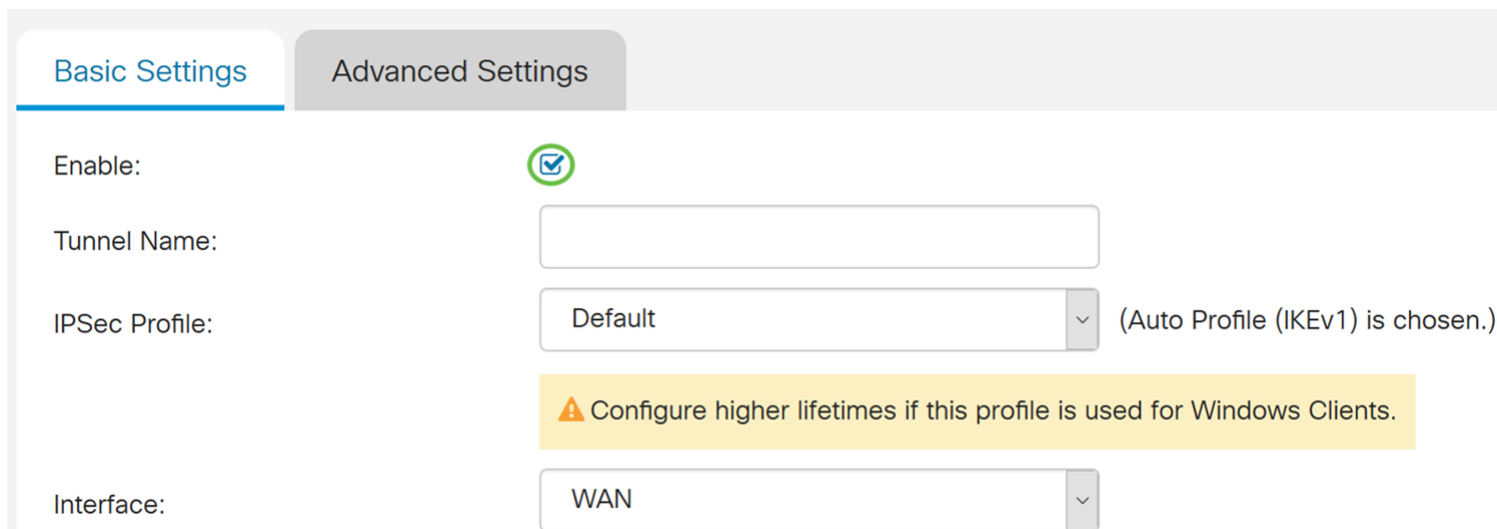 Basic Settings
Advanced Settings
Enable:
Tunnel Name:
IPSec Profile:
Default
(Auto Profile (IKEv1) is chosen.)
Configure higher lifetimes if this profile is used for Windows Clients.
Interface:
WAN